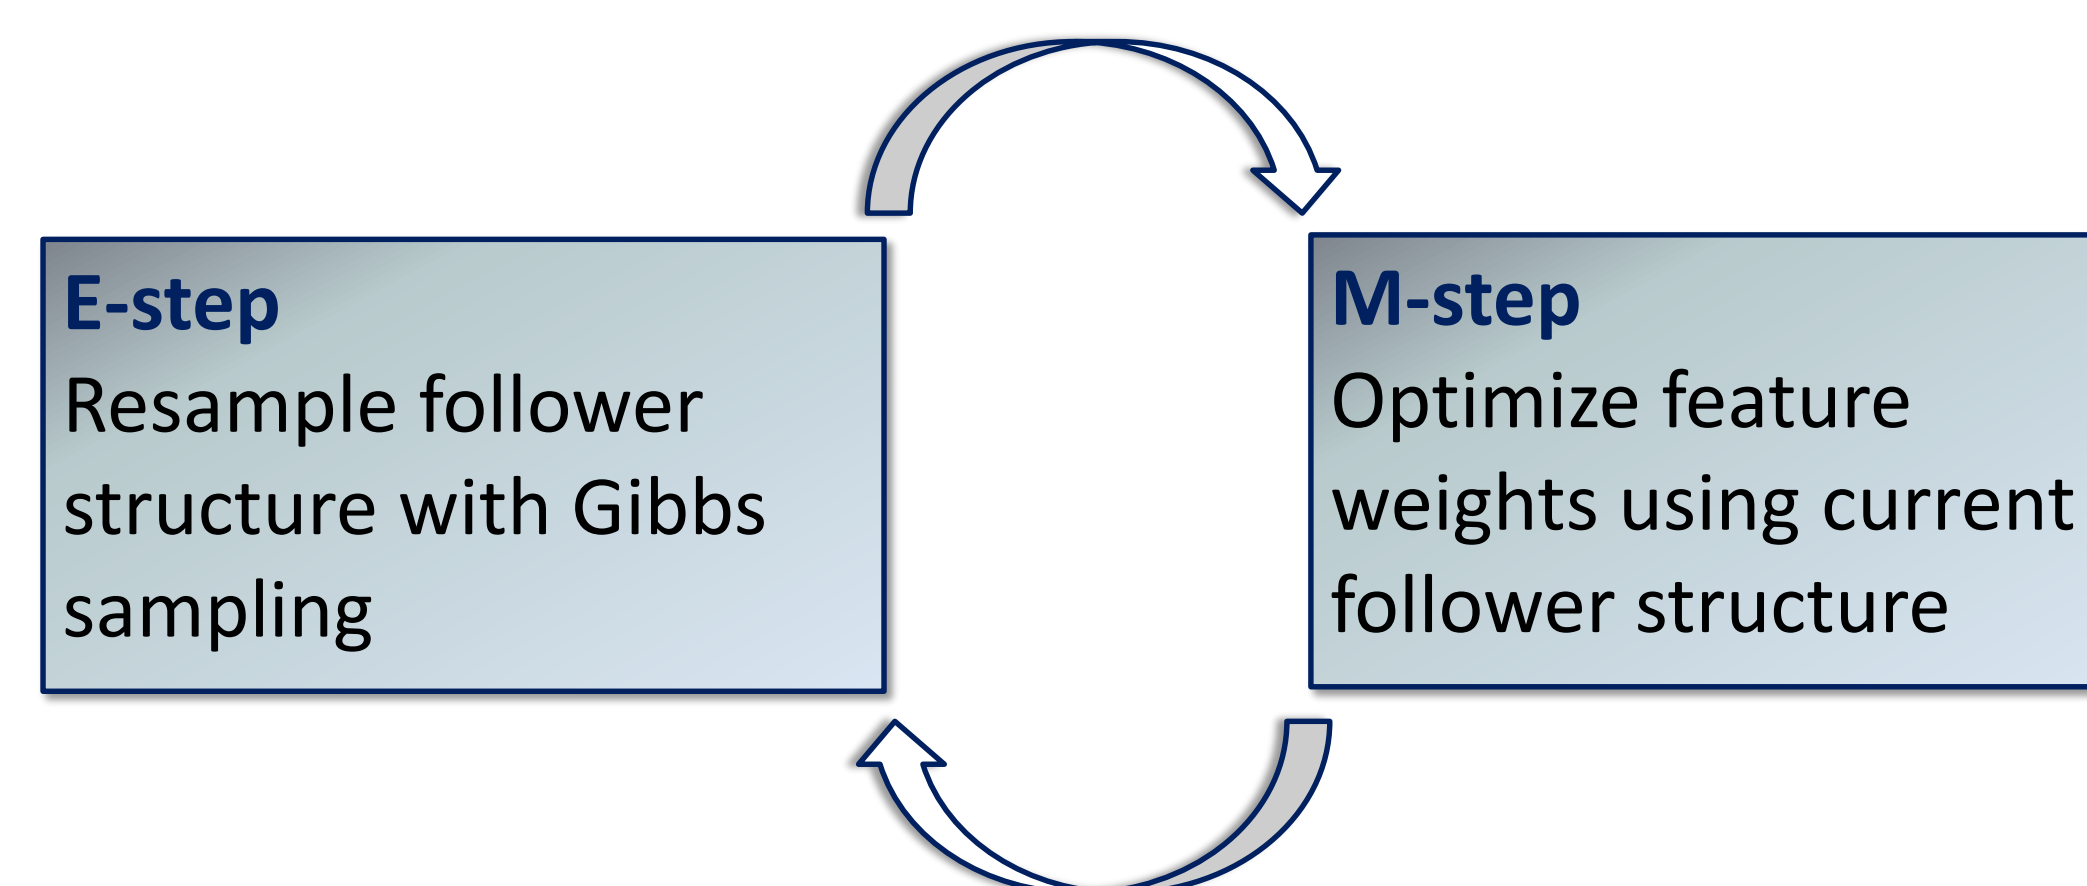 E-step
Resample follower
structure with Gibbs
sampling
M-step
Optimize feature
weights using current
follower structure